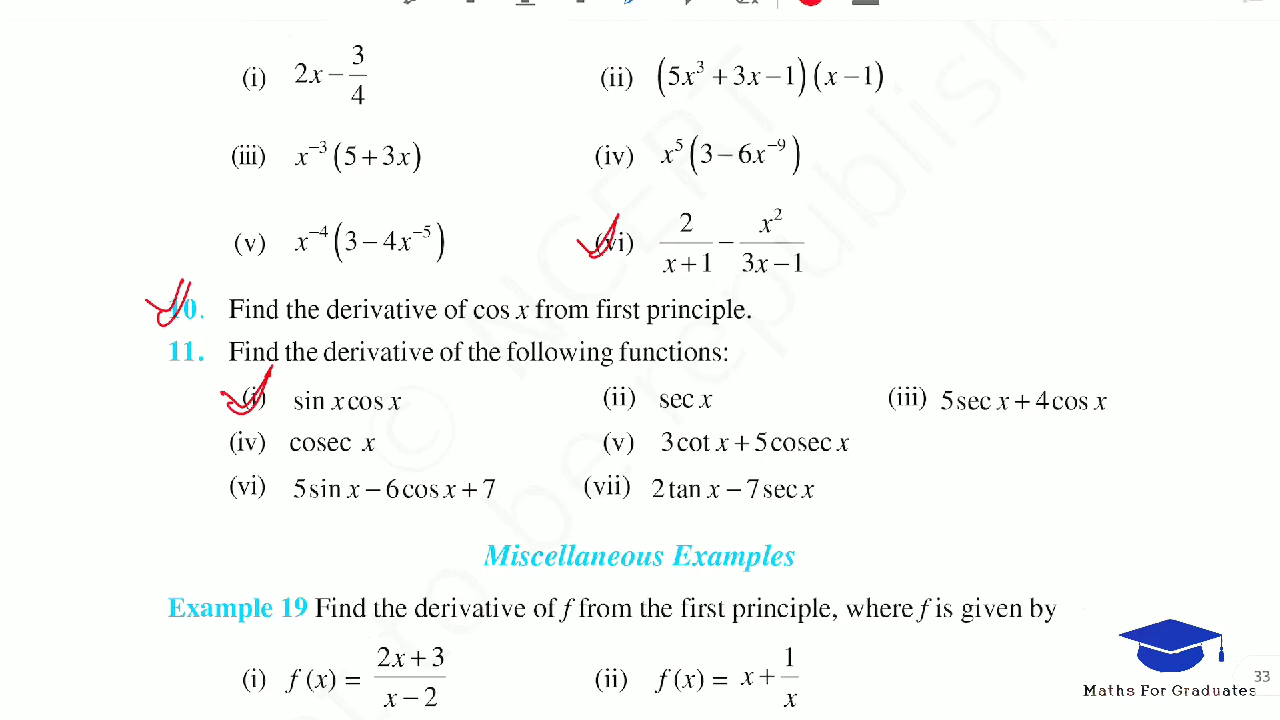 (i) 2x − 3/4 (ii) (5x³ + 3x − 1)(x − 1)
(iii) x⁻³(5 + 3x) (iv) x⁵(3 − 6x⁻⁹)
(v) x⁻⁴(3 − 4x⁻⁵) (vi) 2/(x + 1) − x²/(3x − 1)
10. Find the derivative of cos x from first principle.
11. Find the derivative of the following functions:
(i) sin x cos x (ii) sec x (iii) 5 sec x + 4 cos x
(iv) cosec x (v) 3 cot x + 5 cosec x
(vi) 5 sin x − 6 cos x + 7 (vii) 2 tan x − 7 sec x
Miscellaneous Examples
Example 19 Find the derivative of f from the first principle, where f is given by
(i) f(x) = (2x + 3)/(x − 2) (ii) f(x) = x + 1/x
33
Maths For Graduates
© NCERT
be republish